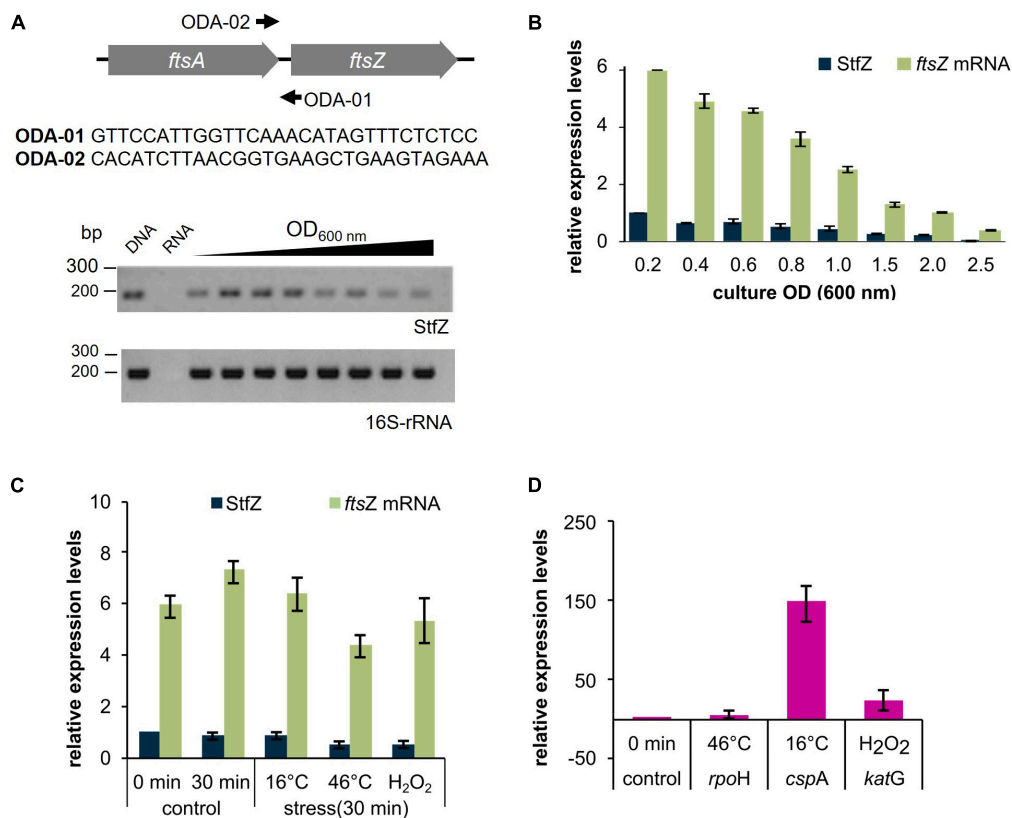 A
ODA-02
ftsA
ftsZ
ODA-01
ODA-01 GTTCCATTGGTTCAAACATAGTTTCTCTCC
ODA-02 CACATCTTAACGGTGAAGCTGAAGTAGAAA
bp DNA RNA OD600 nm
300
200
StfZ
300
200
16S-rRNA
B
StfZ ftsZ mRNA
relative expression levels
6
4
2
0
0.2 0.4 0.6 0.8 1.0 1.5 2.0 2.5
culture OD (600 nm)
C
StfZ ftsZ mRNA
relative expression levels
10
8
6
4
2
0
0 min 30 min 16°C 46°C H2O2
control stress(30 min)
D
relative expression levels
250
150
50
-50
0 min 46°C 16°C H2O2
control rpoH cspA katG